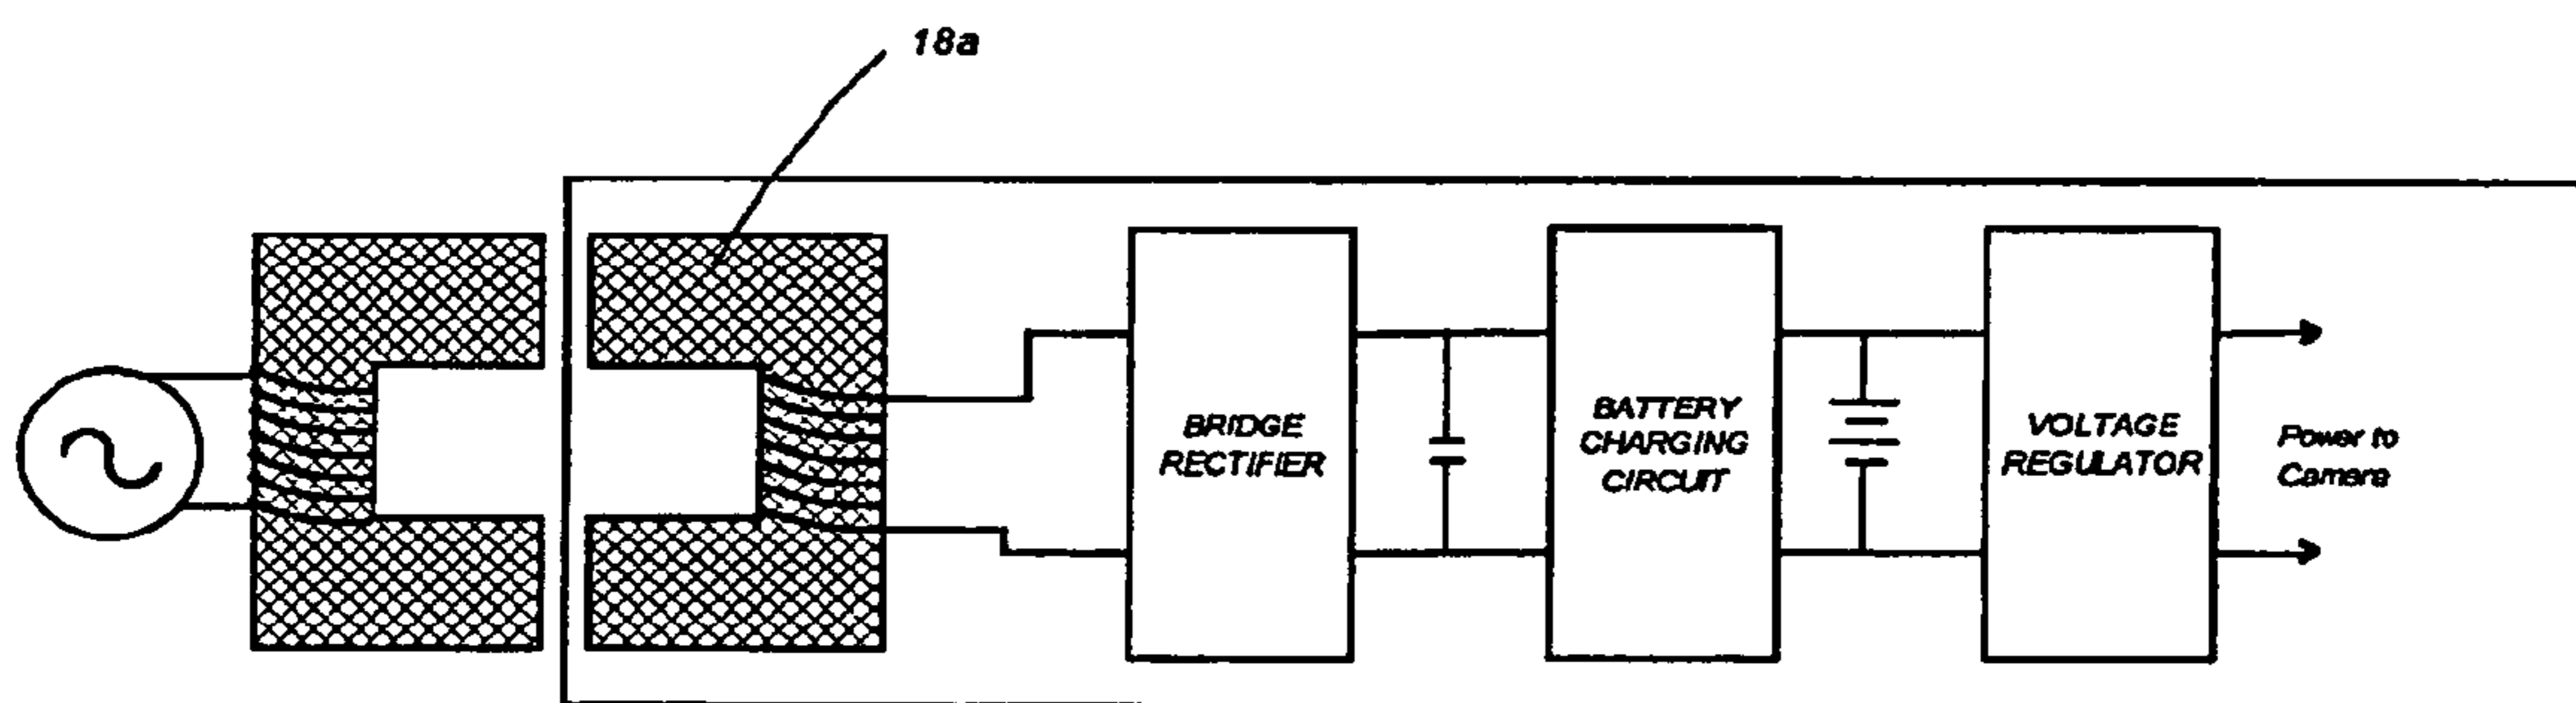 18a
BRIDGE
RECTIFIER
BATTERY
CHARGING
CIRCUIT
VOLTAGE
REGULATOR
Power to
Camera